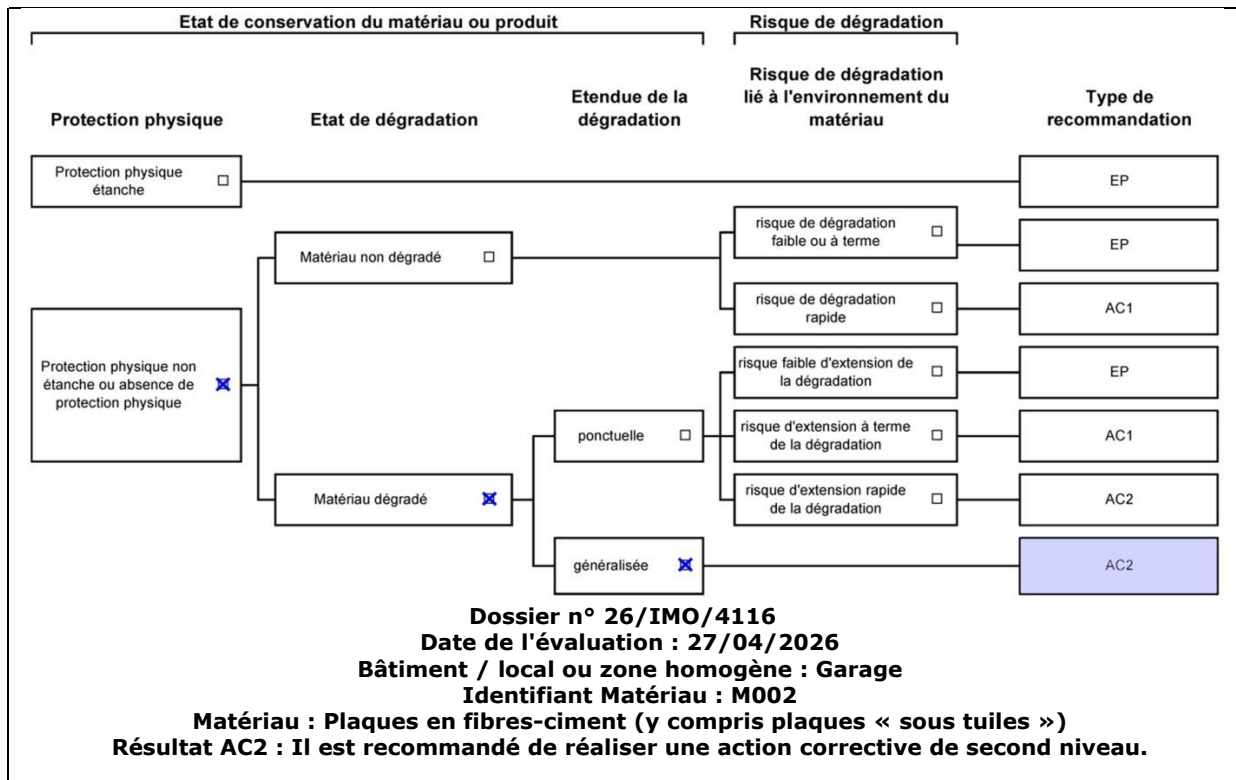 Etat de conservation du matériau ou produit
Risque de dégradation
Protection physique
Etat de dégradation
Etendue de la
dégradation
Risque de dégradation
lié à l'environnement du
matériau
Type de
recommandation
Protection physique
étanche
EP
Matériau non dégradé
risque de dégradation
faible ou à terme
EP
risque de dégradation
rapide
AC1
Protection physique non
étanche ou absence de
protection physique
risque faible d'extension de
la dégradation
EP
ponctuelle
risque d'extension à terme
de la dégradation
AC1
Matériau dégradé
risque d'extension rapide
de la dégradation
AC2
généralisée
AC2
Dossier n° 26/IMO/4116
Date de l'évaluation : 27/04/2026
Bâtiment / local ou zone homogène : Garage
Identifiant Matériau : M002
Matériau : Plaques en fibres-ciment (y compris plaques « sous tuiles »)
Résultat AC2 : Il est recommandé de réaliser une action corrective de second niveau.